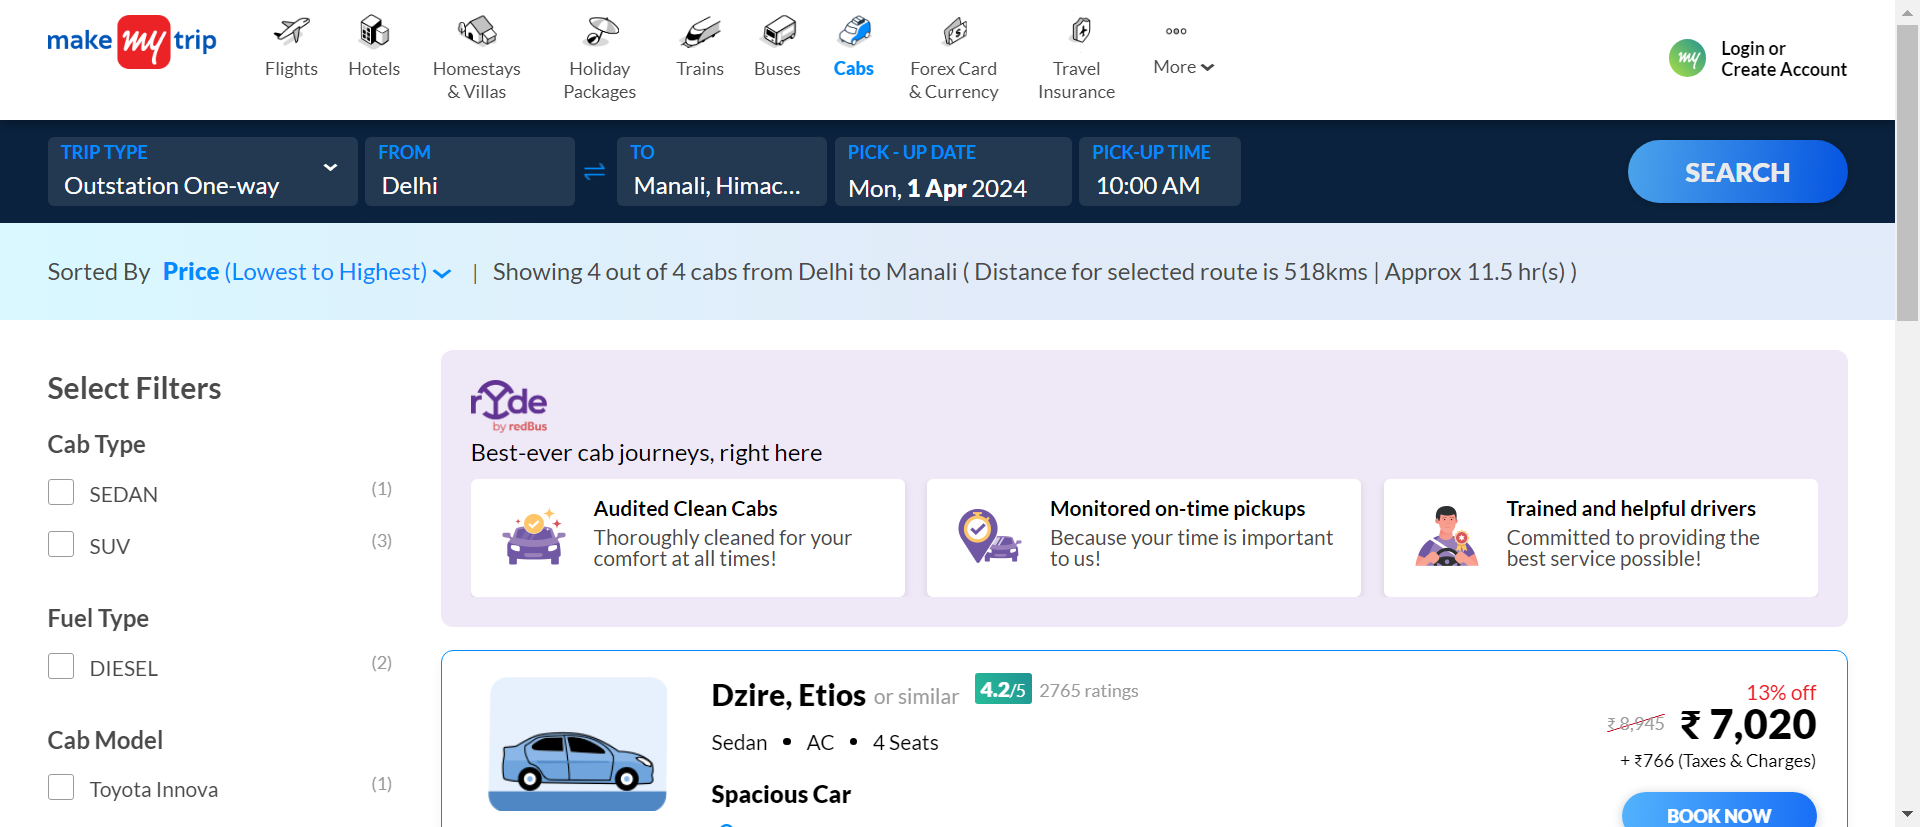 make my trip
Flights
Hotels
Homestays
& Villas
Holiday
Packages
Trains
Buses
Cabs
Forex Card
& Currency
Travel
Insurance
More
my
Login or
Create Account
TRIP TYPE
Outstation One-way
FROM
Delhi
TO
Manali, Himac...
PICK - UP DATE
Mon, 1 Apr 2024
PICK-UP TIME
10:00 AM
SEARCH
Sorted By Price (Lowest to Highest) | Showing 4 out of 4 cabs from Delhi to Manali ( Distance for selected route is 518kms | Approx 11.5 hr(s) )
Select Filters
Cab Type
SEDAN (1)
SUV (3)
Fuel Type
DIESEL (2)
Cab Model
Toyota Innova (1)
rYde
by redBus
Best-ever cab journeys, right here
Audited Clean Cabs
Thoroughly cleaned for your
comfort at all times!
Monitored on-time pickups
Because your time is important
to us!
Trained and helpful drivers
Committed to providing the
best service possible!
Dzire, Etios or similar 4.2/5 2765 ratings
Sedan • AC • 4 Seats
Spacious Car
13% off
₹ 8,945 ₹ 7,020
+ ₹766 (Taxes & Charges)
BOOK NOW